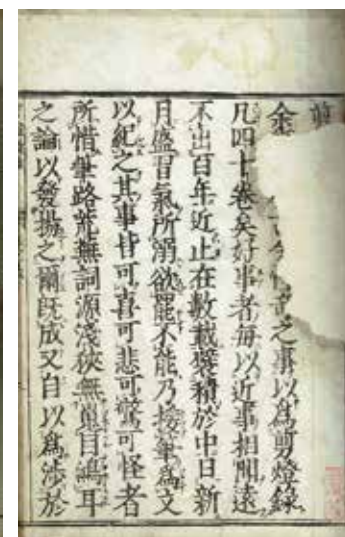 余奇之事以爲剪燈錄
凡四十卷矣好事者每以近事相聞遠
不出百年近止在數載襞積於中日新
月盛習氣所溺欲罷不能乃援筆爲文
以紀之其事皆可喜可悲可驚可怪者
所惜筆路荒無詞源淺狹無嵬目鴻耳
之論以發揚之爾既成又自以爲涉於